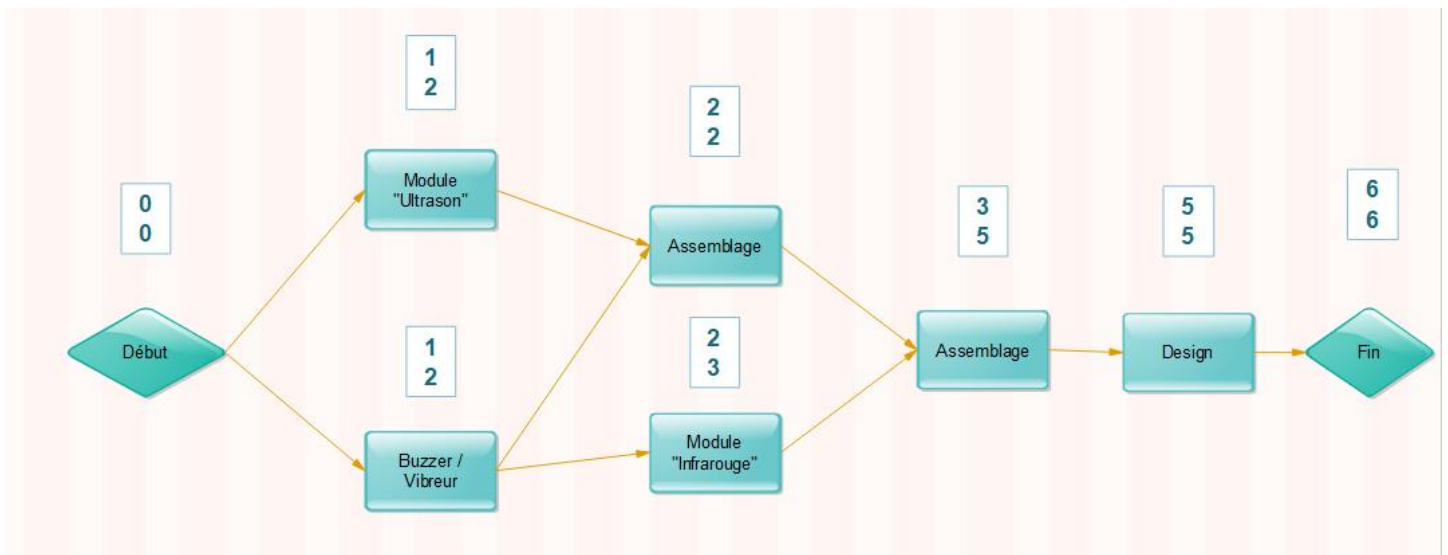 0
0
Début
1
2
Module
"Ultrason"
1
2
Buzzer /
Vibreur
2
2
Assemblage
2
3
Module
"Infrarouge"
3
5
Assemblage
5
5
Design
6
6
Fin